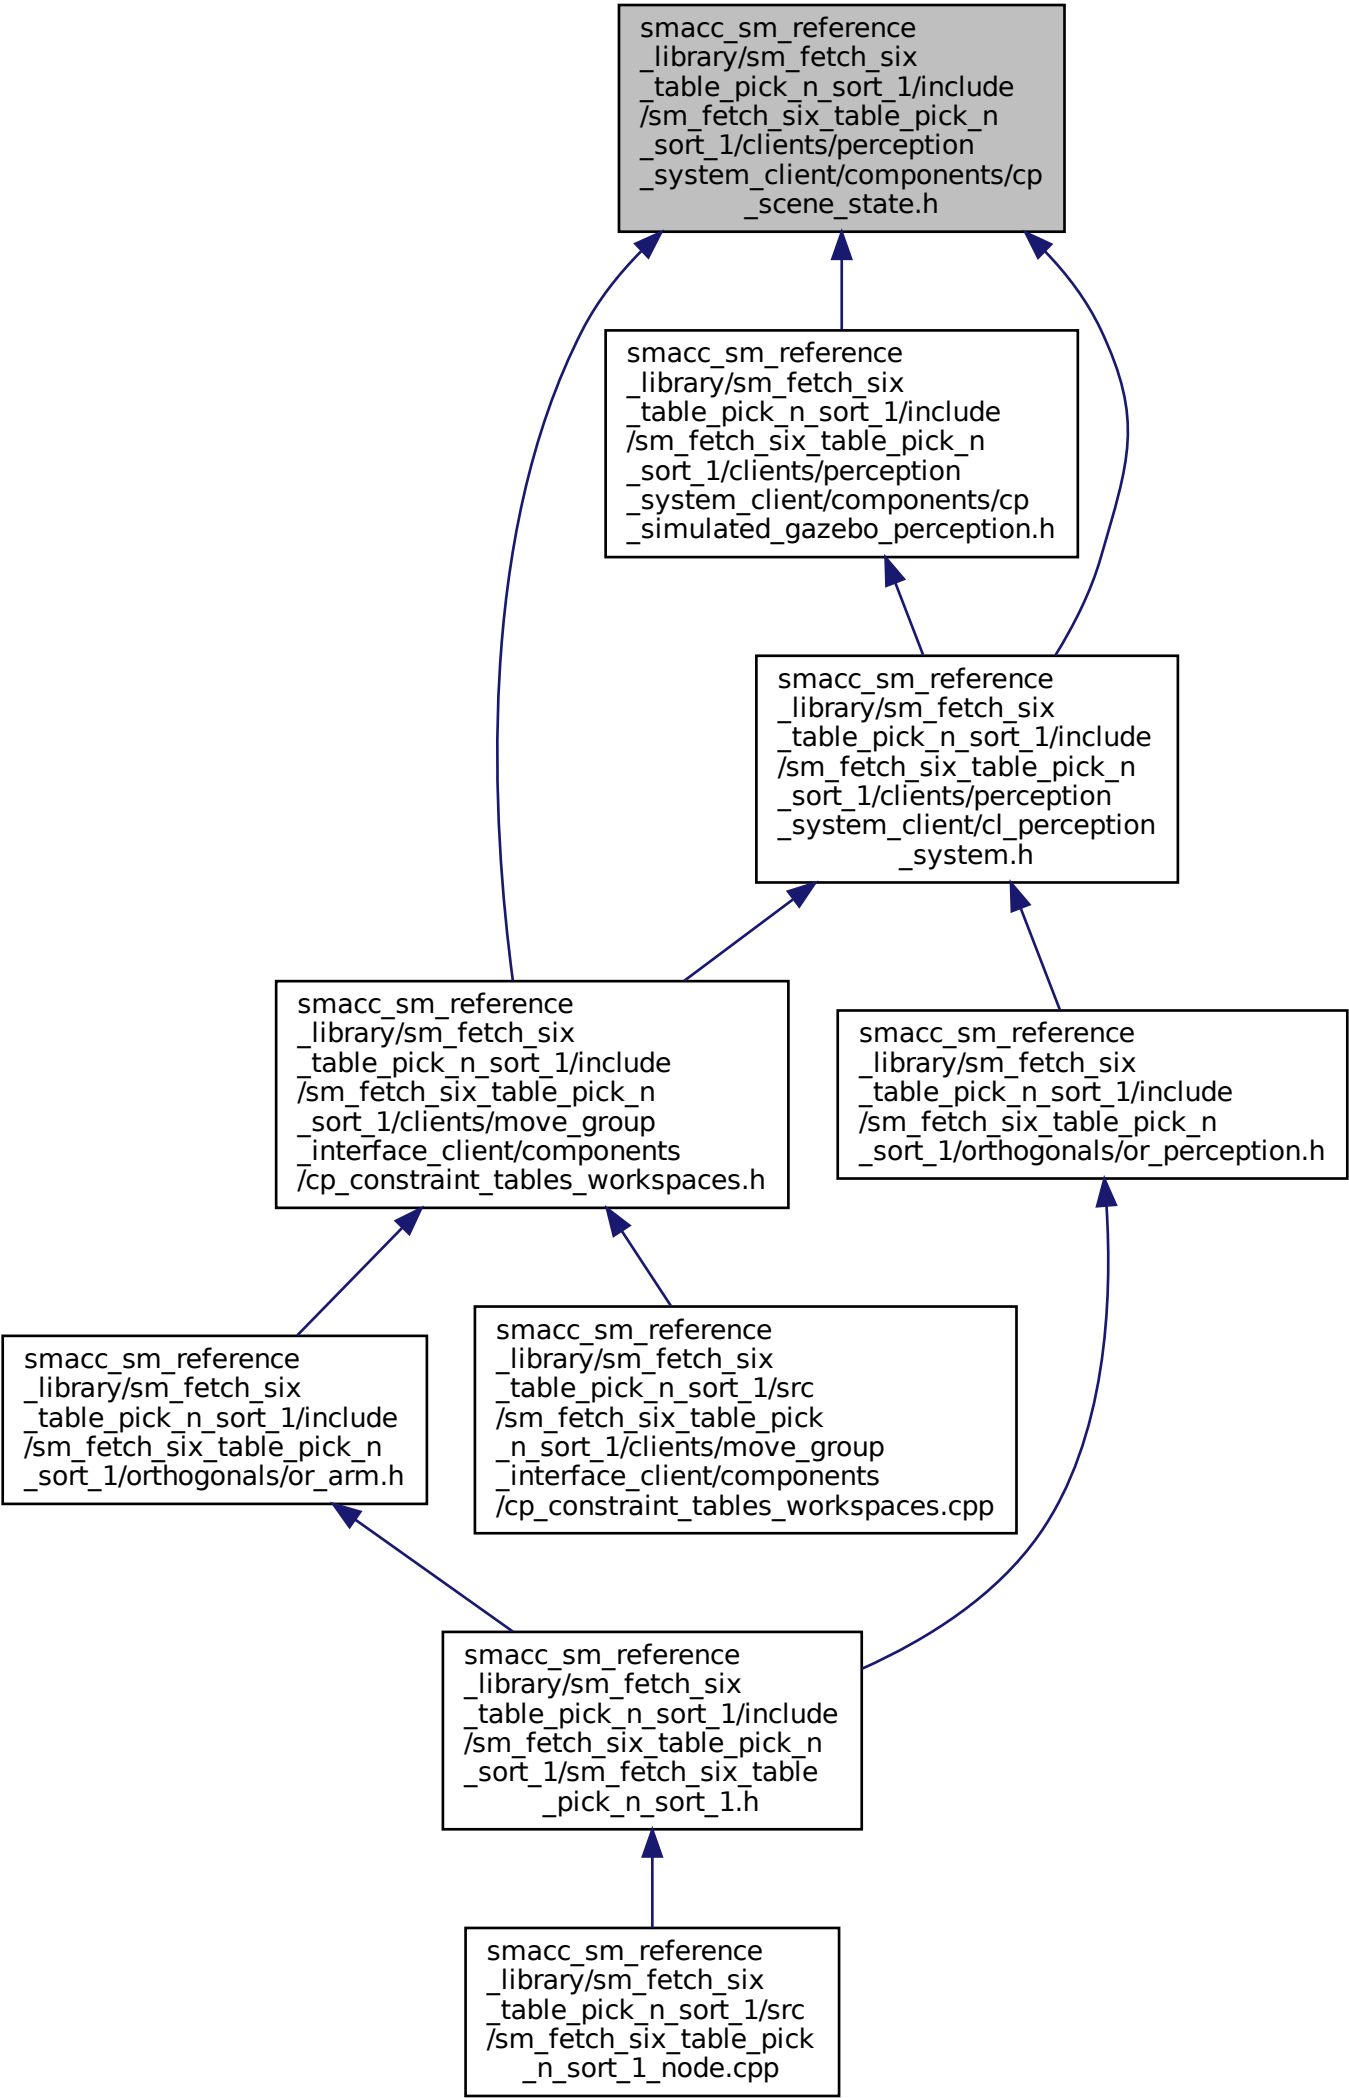 smacc_sm_reference
_library/sm_fetch_six
_table_pick_n_sort_1/include
/sm_fetch_six_table_pick_n
_sort_1/clients/perception
_system_client/components/cp
_scene_state.h
smacc_sm_reference
_library/sm_fetch_six
_table_pick_n_sort_1/include
/sm_fetch_six_table_pick_n
_sort_1/clients/perception
_system_client/components/cp
_simulated_gazebo_perception.h
smacc_sm_reference
_library/sm_fetch_six
_table_pick_n_sort_1/include
/sm_fetch_six_table_pick_n
_sort_1/clients/perception
_system_client/cl_perception
_system.h
smacc_sm_reference
_library/sm_fetch_six
_table_pick_n_sort_1/include
/sm_fetch_six_table_pick_n
_sort_1/clients/move_group
_interface_client/components
/cp_constraint_tables_workspaces.h
smacc_sm_reference
_library/sm_fetch_six
_table_pick_n_sort_1/include
/sm_fetch_six_table_pick_n
_sort_1/orthogonals/or_perception.h
smacc_sm_reference
_library/sm_fetch_six
_table_pick_n_sort_1/include
/sm_fetch_six_table_pick_n
_sort_1/orthogonals/or_arm.h
smacc_sm_reference
_library/sm_fetch_six
_table_pick_n_sort_1/src
/sm_fetch_six_table_pick
_n_sort_1/clients/move_group
_interface_client/components
/cp_constraint_tables_workspaces.cpp
smacc_sm_reference
_library/sm_fetch_six
_table_pick_n_sort_1/include
/sm_fetch_six_table_pick_n
_sort_1/sm_fetch_six_table
_pick_n_sort_1.h
smacc_sm_reference
_library/sm_fetch_six
_table_pick_n_sort_1/src
/sm_fetch_six_table_pick
_n_sort_1_node.cpp